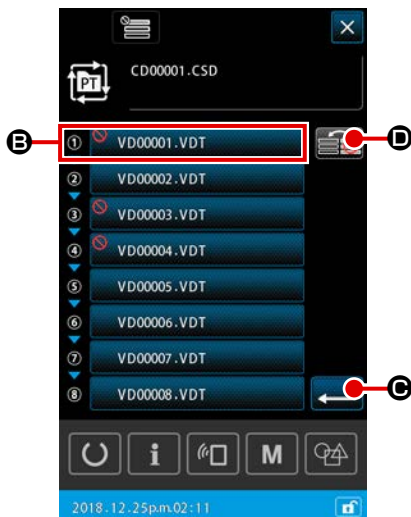 PT
CD00001.CSD
B
① VD00001.VDT
D
② VD00002.VDT
③ VD00003.VDT
④ VD00004.VDT
⑤ VD00005.VDT
⑥ VD00006.VDT
⑦ VD00007.VDT
⑧ VD00008.VDT
C
i
M
2018.12.25p.m.02:11